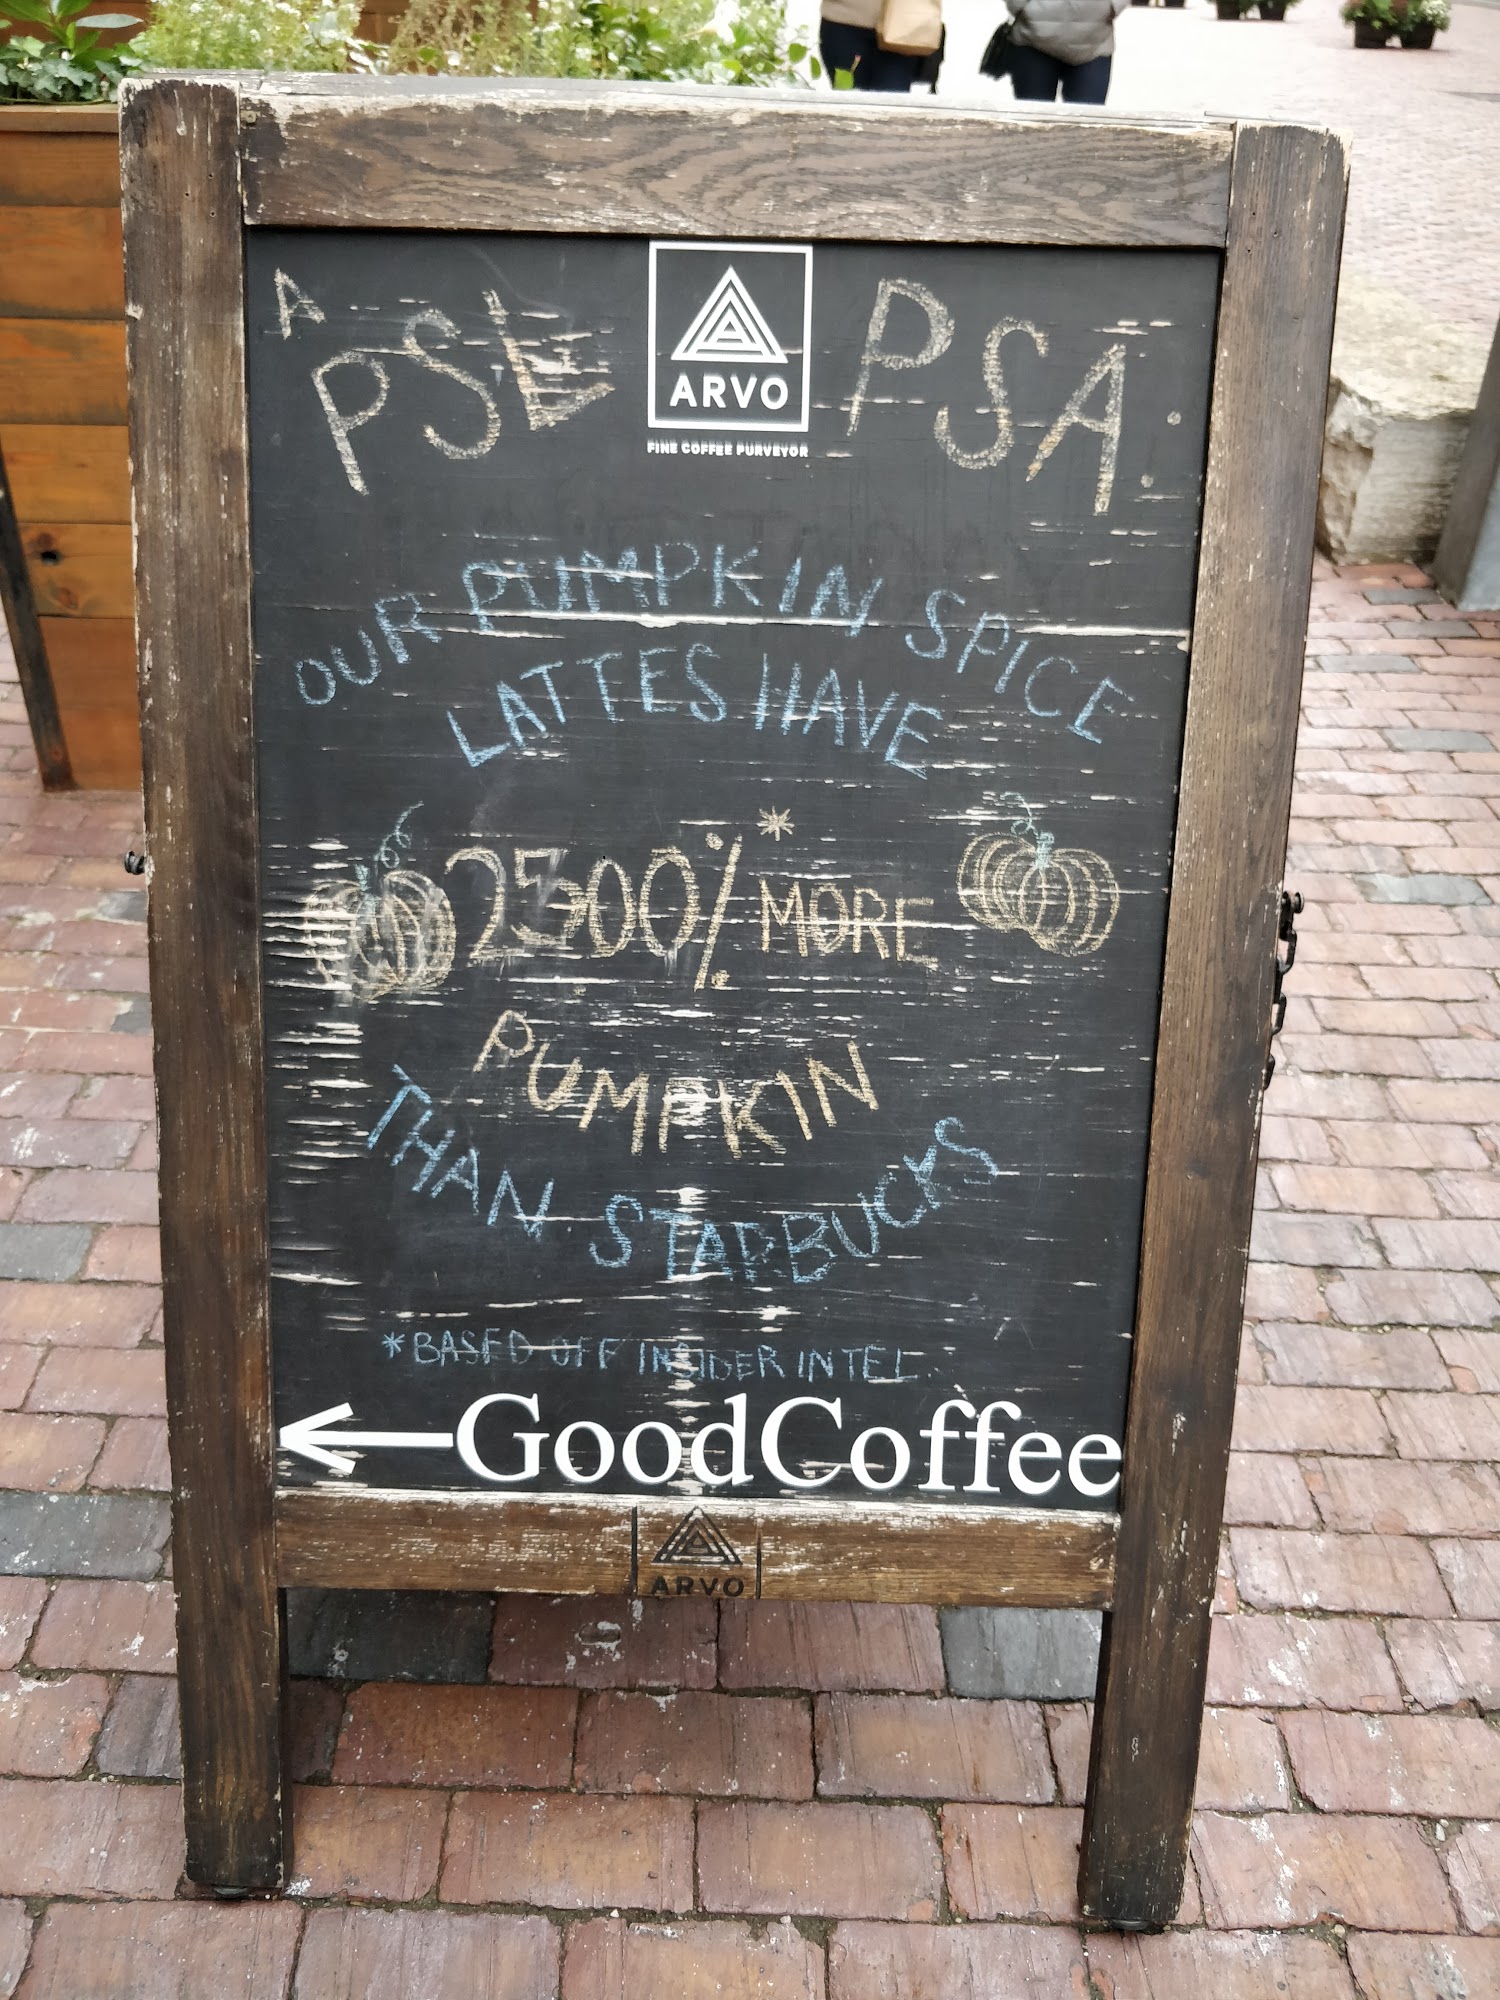 A PSL PSA:
ARVO
FINE COFFEE PURVEYOR
OUR PUMPKIN SPICE
LATTES HAVE
2500%* MORE
PUMPKIN
THAN STARBUCKS
*BASED OFF INSIDER INTEL.
← GoodCoffee
ARVO